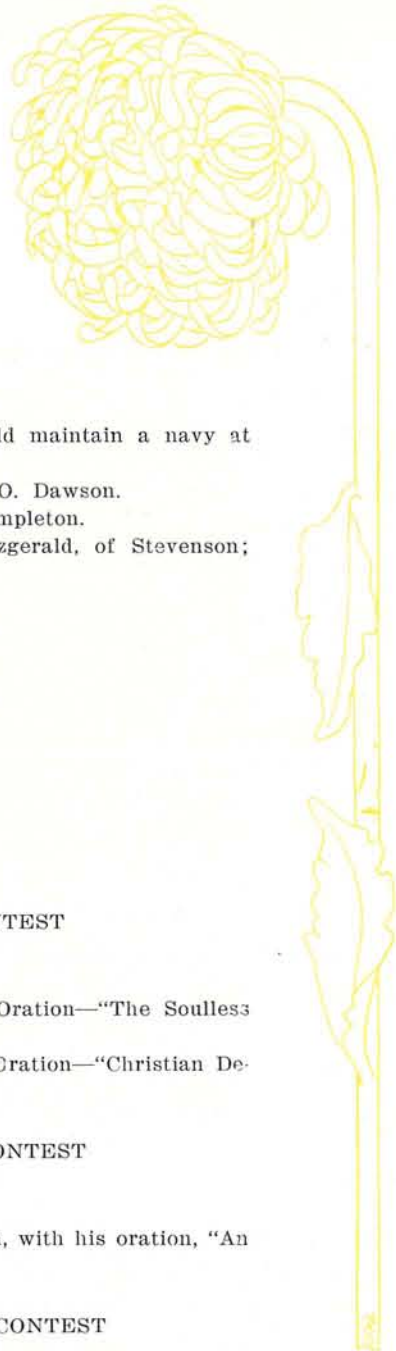 ld maintain a navy at
O. Dawson.
mpleton.
zgerald, of Stevenson;
NTEST
Oration—“The Soulless
Oration—“Christian De-
ONTEST
, with his oration, “An
CONTEST